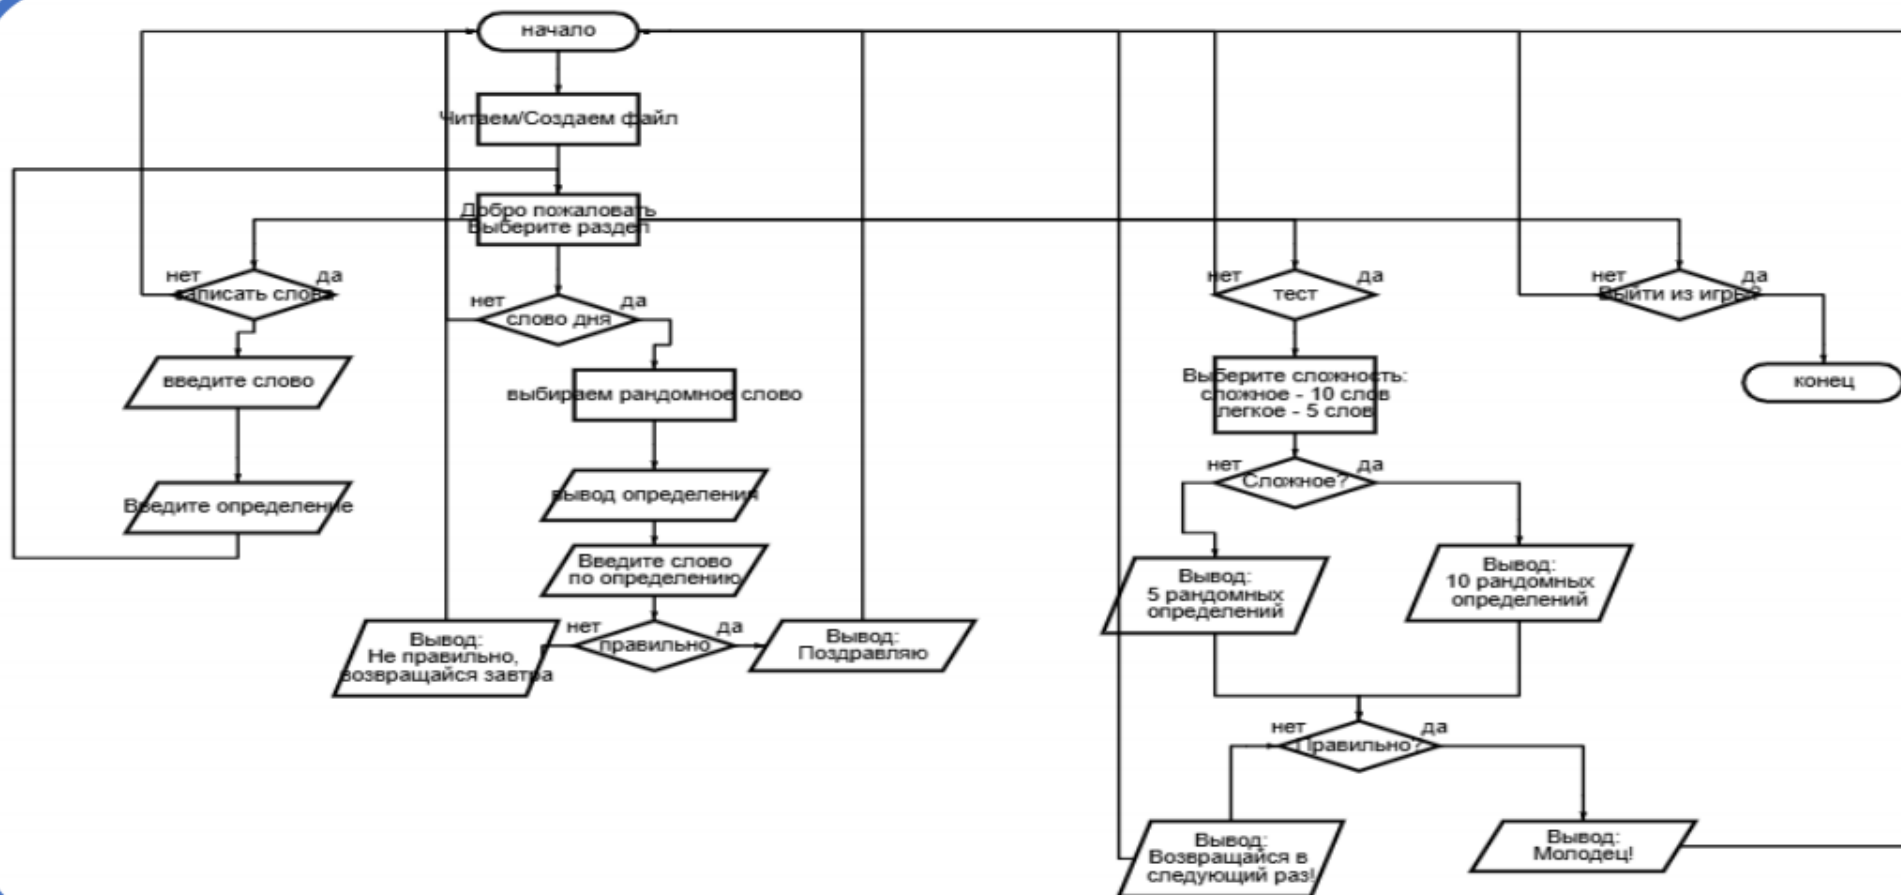 начало
Читаем/Создаем файл
Добро пожаловать
Выберите раздел
нет
да
записать слово
нет
да
слово дня
нет
да
тест
нет
да
Выйти из игры?
введите слово
выбираем рандомное слово
Выберите сложность:
сложное - 10 слов
легкое - 5 слов
конец
нет
да
Сложное?
Введите определение
вывод определения
Введите слово
по определению
Вывод:
5 рандомных
определений
Вывод:
10 рандомных
определений
Вывод:
Не правильно,
возвращайся завтра
нет
да
правильно
Вывод:
Поздравляю
нет
да
Правильно?
Вывод:
Возвращайся в
следующий раз!
Вывод:
Молодец!